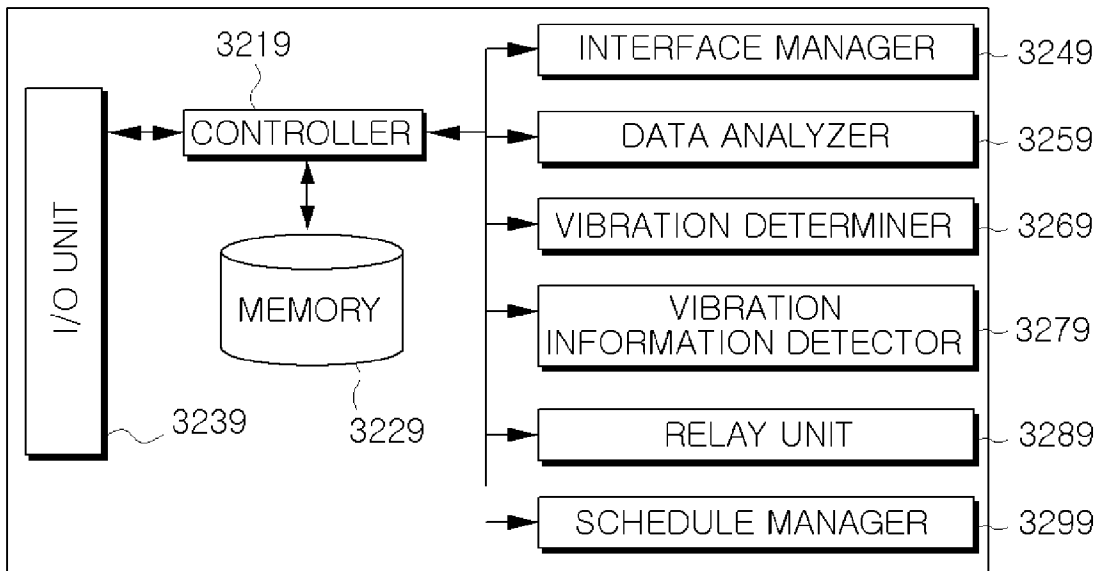 3219
INTERFACE MANAGER
3249
CONTROLLER
DATA ANALYZER
3259
I/O UNIT
VIBRATION DETERMINER
3269
MEMORY
VIBRATION
INFORMATION DETECTOR
3279
3239
3229
RELAY UNIT
3289
SCHEDULE MANAGER
3299